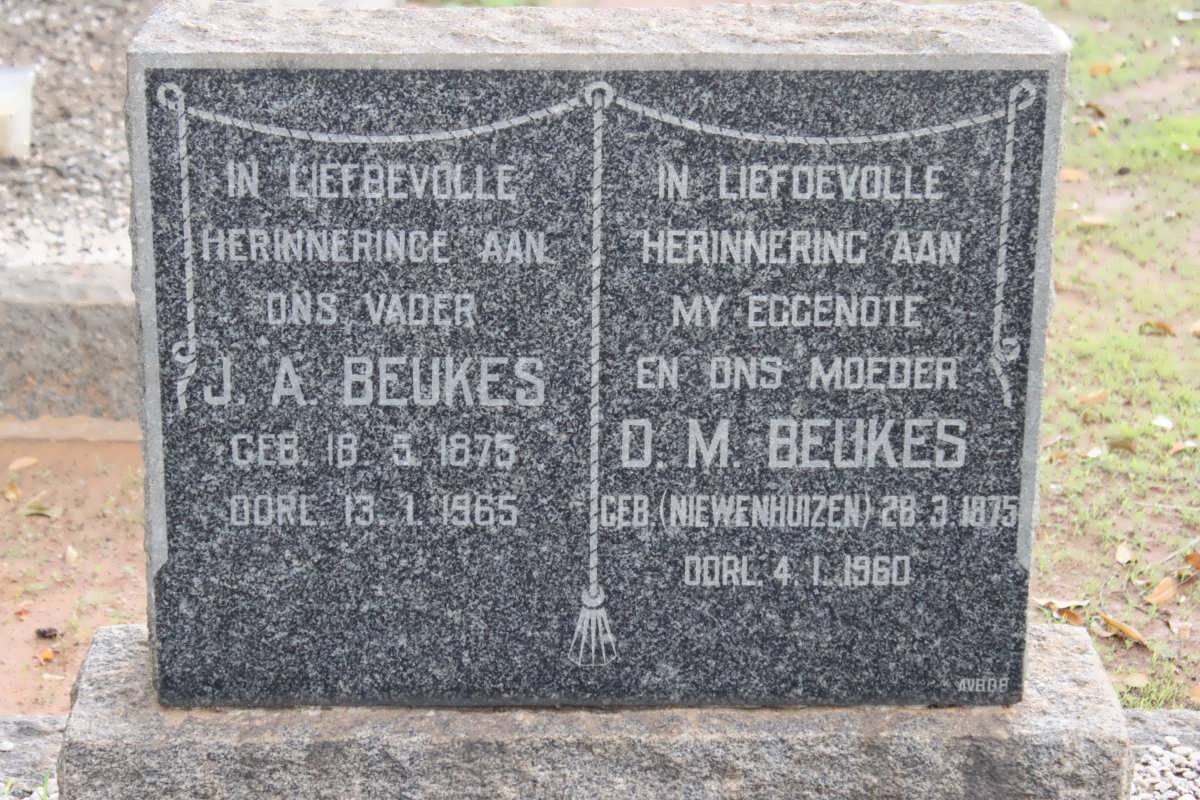 IN LIEFDEVOLLE
HERINNERINGE AAN
ONS VADER
J. A. BEUKES
GEB. 18. 5. 1875
OORL. 13. 1. 1965
IN LIEFDEVOLLE
HERINNERING AAN
MY EGGENOTE
EN ONS MOEDER
D. M. BEUKES
GEB. (NIEWENHUIZEN) 28. 3. 1875
OORL. 4. 1. 1960
AVBOB